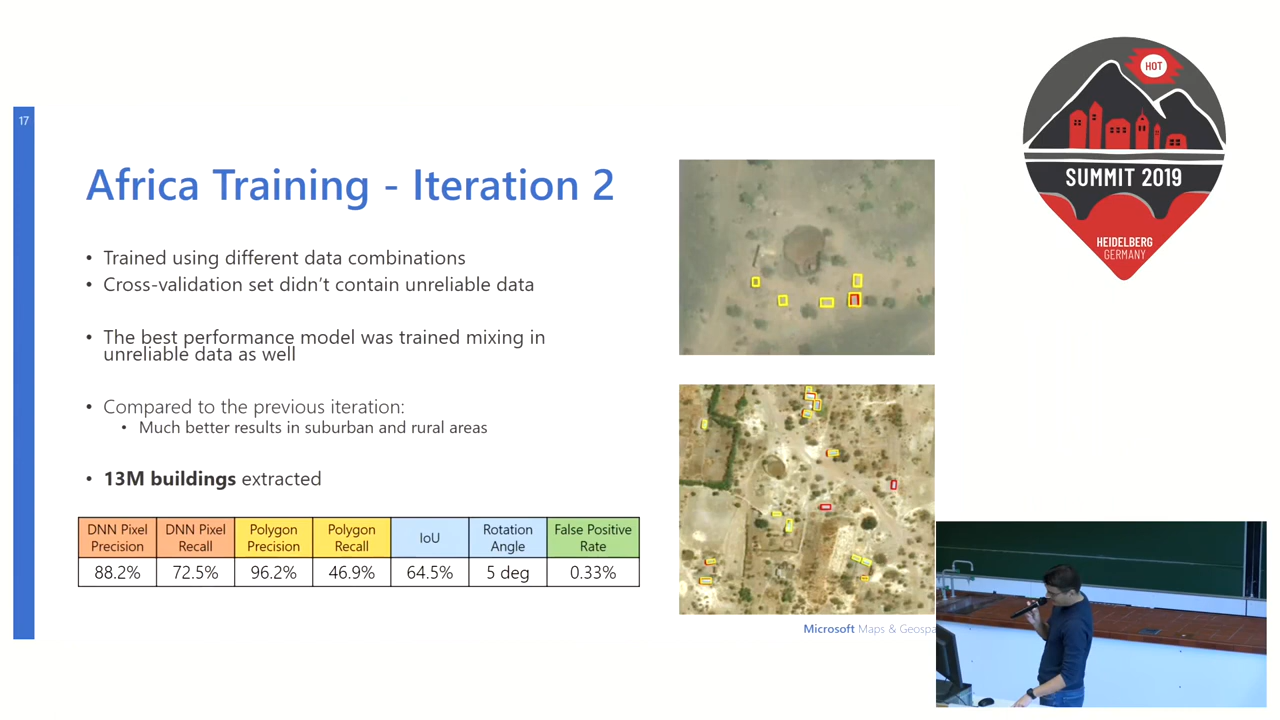 17
Africa Training - Iteration 2
• Trained using different data combinations
• Cross-validation set didn't contain unreliable data
• The best performance model was trained mixing in
unreliable data as well
• Compared to the previous iteration:
• Much better results in suburban and rural areas
• 13M buildings extracted
DNN Pixel Precision DNN Pixel Recall Polygon Precision Polygon Recall IoU Rotation Angle False Positive Rate
88.2% 72.5% 96.2% 46.9% 64.5% 5 deg 0.33%
Microsoft Maps & Geospa
HOT
SUMMIT 2019
HEIDELBERG
GERMANY